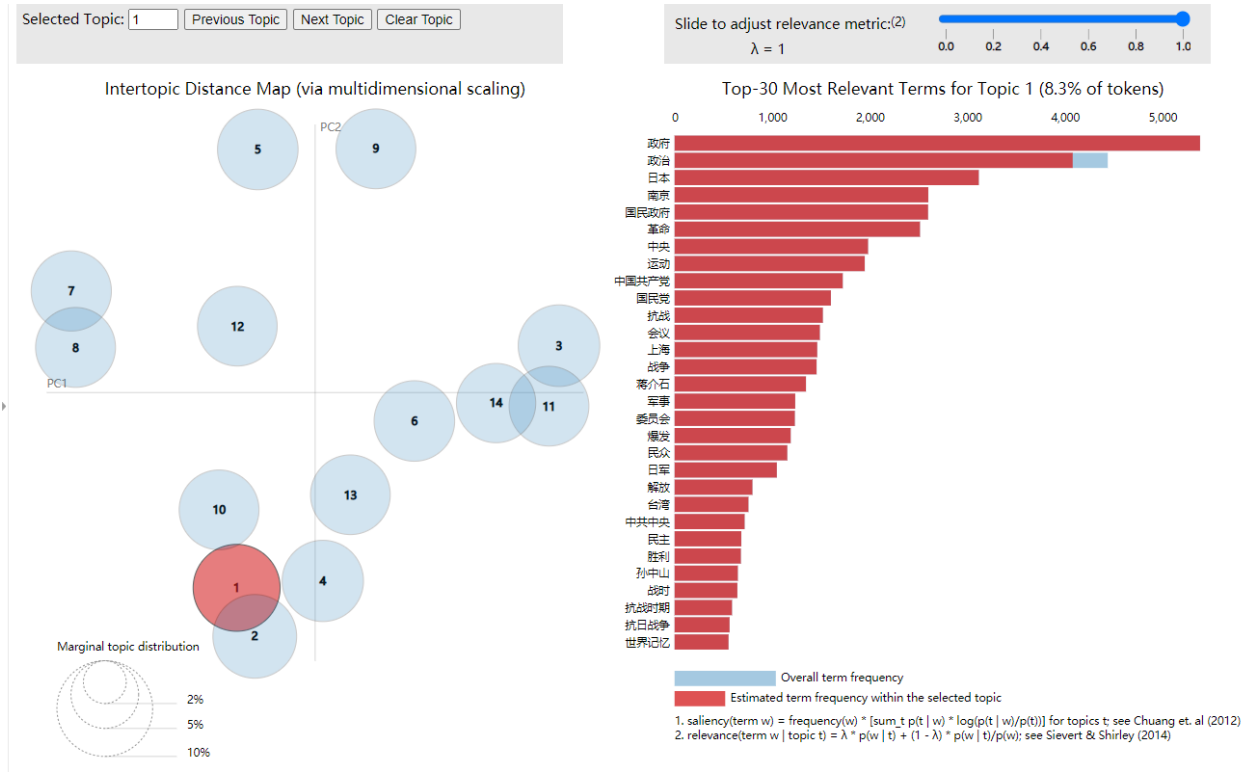 Selected Topic: 1 Previous Topic Next Topic Clear Topic
Slide to adjust relevance metric:(2)
λ = 1
0.0 0.2 0.4 0.6 0.8 1.0
Intertopic Distance Map (via multidimensional scaling)
PC2
PC1
5
9
7
8
12
3
14
11
6
13
10
1
4
2
Marginal topic distribution
2%
5%
10%
Top-30 Most Relevant Terms for Topic 1 (8.3% of tokens)
0 1,000 2,000 3,000 4,000 5,000
政府
政治
日本
南京
国民政府
革命
中央
运动
中国共产党
国民党
抗战
会议
上海
战争
蒋介石
军事
委员会
爆发
民众
日军
解放
台湾
中共中央
民主
胜利
孙中山
战时
抗战时期
抗日战争
世界记忆
Overall term frequency
Estimated term frequency within the selected topic
1. saliency(term w) = frequency(w) * [sum_t p(t | w) * log(p(t | w)/p(t))] for topics t; see Chuang et. al (2012)
2. relevance(term w | topic t) = λ * p(w | t) + (1 - λ) * p(w | t)/p(w); see Sievert & Shirley (2014)